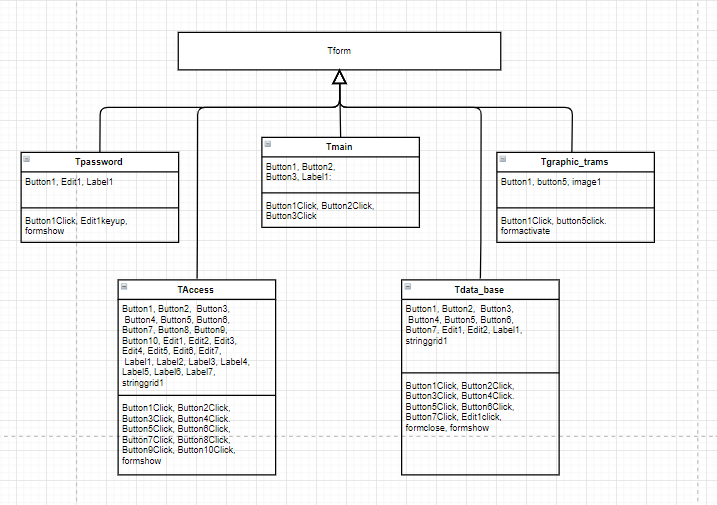 Tform
Tpassword
Button1, Edit1, Label1
Button1Click, Edit1keyup,
formshow
Tmain
Button1, Button2,
Button3, Label1:
Button1Click, Button2Click,
Button3Click
Tgraphic_trams
Button1, button5, image1
Button1Click, button5click.
formactivate
TAccess
Button1, Button2, Button3,
Button4, Button5, Button6,
Button7, Button8, Button9,
Button10, Edit1, Edit2, Edit3,
Edit4, Edit5, Edit6, Edit7,
Label1, Label2, Label3, Label4,
Label5, Label6, Label7,
stringgrid1
Button1Click, Button2Click,
Button3Click, Button4Click.
Button5Click, Button6Click,
Button7Click, Button8Click,
Button9Click, Button10Click,
formshow
Tdata_base
Button1, Button2, Button3,
Button4, Button5, Button6,
Button7, Edit1, Edit2, Label1,
stringgrid1
Button1Click, Button2Click,
Button3Click, Button4Click.
Button5Click, Button6Click,
Button7Click, Edit1click,
formclose, formshow